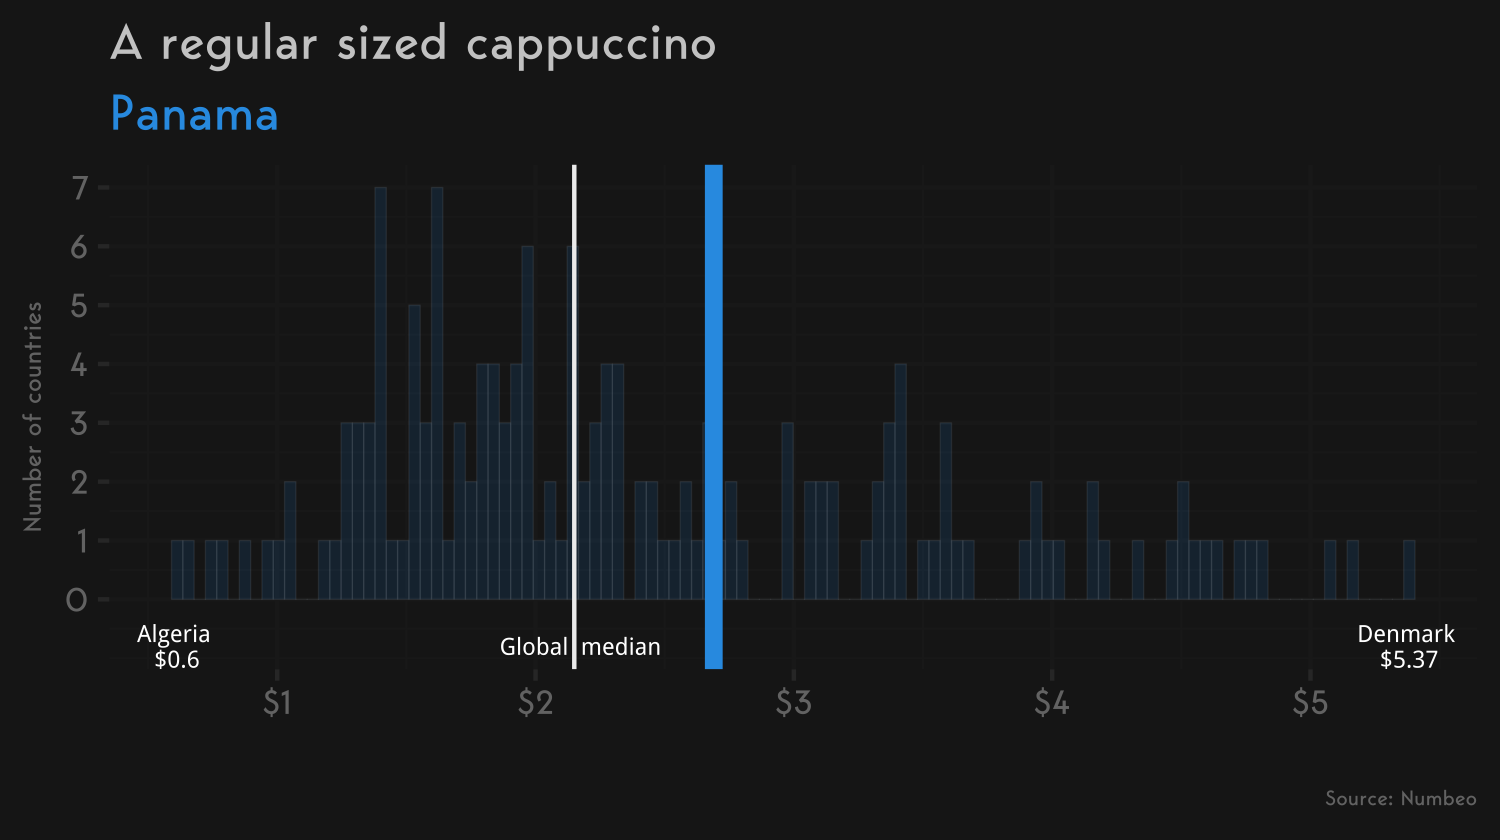 A regular sized cappuccino
Panama
Number of countries
7
6
5
4
3
2
1
0
Algeria
$0.6
Global median
Denmark
$5.37
$1 $2 $3 $4 $5
Source: Numbeo